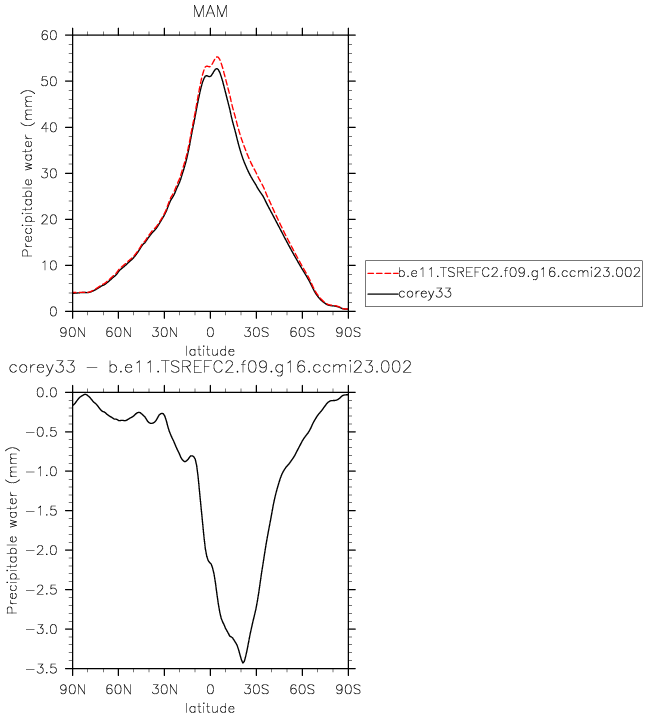 MAM
60
50
40
30
20
10
0
Precipitable water (mm)
90N 60N 30N 0 30S 60S 90S
latitude
b.e11.TSREFC2.f09.g16.ccmi23.002
corey33
corey33 − b.e11.TSREFC2.f09.g16.ccmi23.002
0.0
−0.5
−1.0
−1.5
−2.0
−2.5
−3.0
−3.5
Precipitable water (mm)
90N 60N 30N 0 30S 60S 90S
latitude